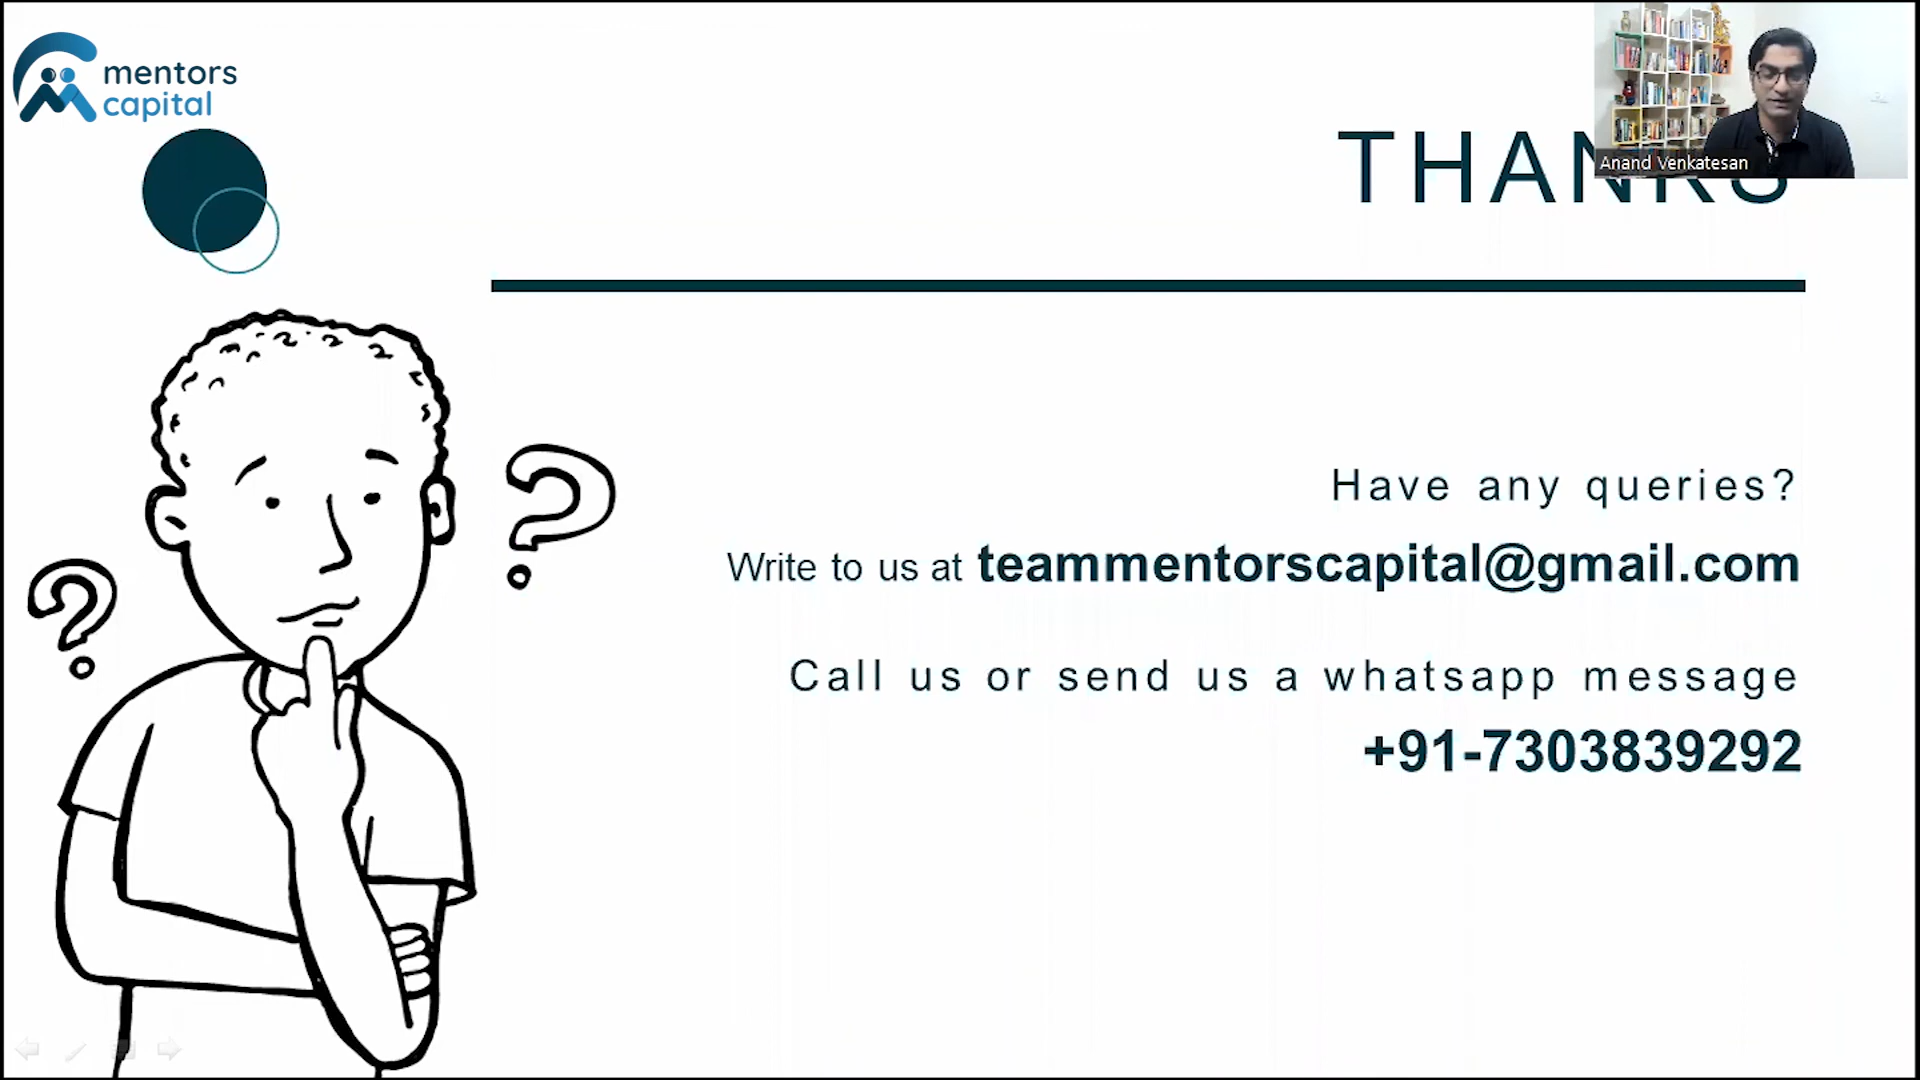 mentors
capital
THANKS
Anand Venkatesan
Have any queries?
Write to us at teammentorscapital@gmail.com
Call us or send us a whatsapp message
+91-7303839292